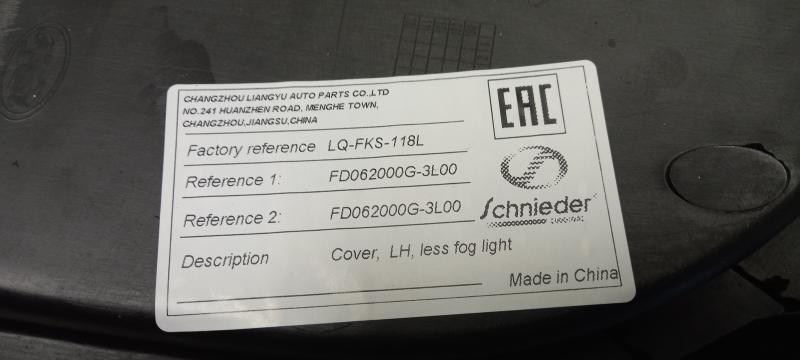 CHANGZHOU LIANGYU AUTO PARTS CO.,LTD
NO.241 HUANZHEN ROAD, MENGHE TOWN,
CHANGZHOU,JIANGSU,CHINA
EAC
Factory reference LQ-FKS-118L
Reference 1: FD062000G-3L00
Reference 2: FD062000G-3L00
Schnieder
Description Cover, LH, less fog light
Made in China